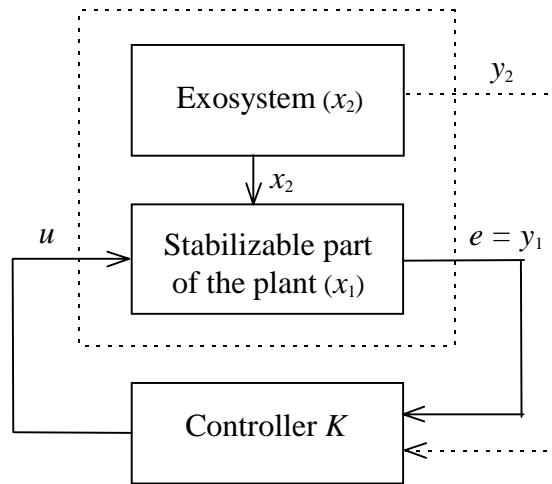 Exosystem (x₂)
y₂
x₂
u
Stabilizable part
of the plant (x₁)
e = y₁
Controller K